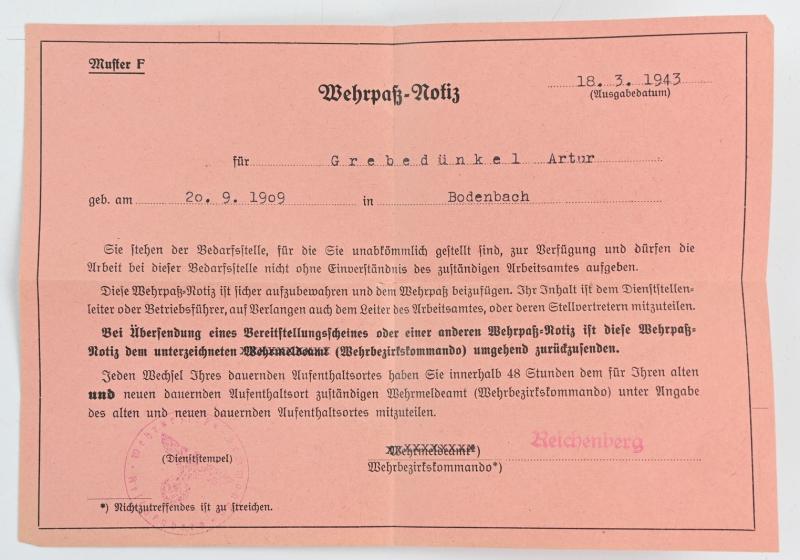 Muster F
18. 3. 1943
Wehrpaß-Notiz
(Ausgabedatum)
für Grebedünkel Artur
geb. am 2o. 9. 19o9 in Bodenbach
Sie stehen der Bedarfsstelle, für die Sie unabkömmlich gestellt sind, zur Verfügung und dürfen die
Arbeit bei dieser Bedarfsstelle nicht ohne Einverständnis des zuständigen Arbeitsamtes aufgeben.
Diese Wehrpaß-Notiz ist sicher aufzubewahren und dem Wehrpaß beizufügen. Ihr Inhalt ist dem Dienststellen-
leiter oder Betriebsführer, auf Verlangen auch dem Leiter des Arbeitsamtes, oder deren Stellvertretern mitzuteilen.
Bei Übersendung eines Bereitstellungsscheines oder einer anderen Wehrpaß-Notiz ist diese Wehrpaß-
Notiz dem unterzeichneten Wehrmeldeamt (Wehrbezirkskommando) umgehend zurückzusenden.
Jeden Wechsel Ihres dauernden Aufenthaltsortes haben Sie innerhalb 48 Stunden dem für Ihren alten
und neuen dauernden Aufenthaltsort zuständigen Wehrmeldeamt (Wehrbezirkskommando) unter Angabe
des alten und neuen dauernden Aufenthaltsortes mitzuteilen.
(Dienststempel)
Wehrmeldeamt*)
Reichenberg
Wehrbezirkskommando*)
*) Nichtzutreffendes ist zu streichen.